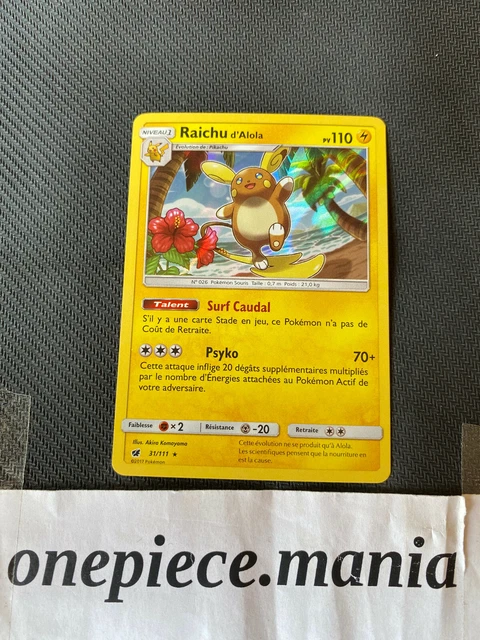 NIVEAU 1
Raichu d'Alola
PV 110
Évolution de : Pikachu
N° 026 Pokémon Souris Taille : 0,7 m Poids : 21,0 kg
Talent Surf Caudal
S'il y a une carte Stade en jeu, ce Pokémon n'a pas de
Coût de Retraite.
Psyko 70+
Cette attaque inflige 20 dégâts supplémentaires multipliés
par le nombre d'Énergies attachées au Pokémon Actif de
votre adversaire.
Faiblesse ×2 Résistance -20 Retraite
Illus. Akira Komayama
31/111 ★
©2017 Pokémon
Cette évolution ne se produit qu'à Alola.
Les scientifiques pensent que la nourriture en
est la cause.
onepiece.mania